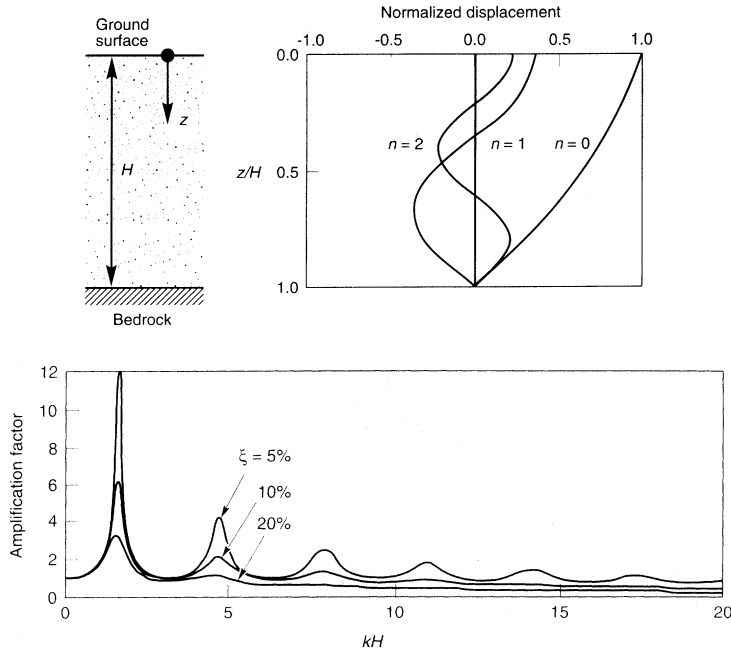 Ground
surface
z
H
Bedrock
Normalized displacement
-1.0 -0.5 0.0 0.5 1.0
0.0
n = 2 n = 1 n = 0
z/H 0.5
1.0
12
10
8
6
4
2
0
Amplification factor
ξ = 5%
10%
20%
0 5 10 15 20
kH